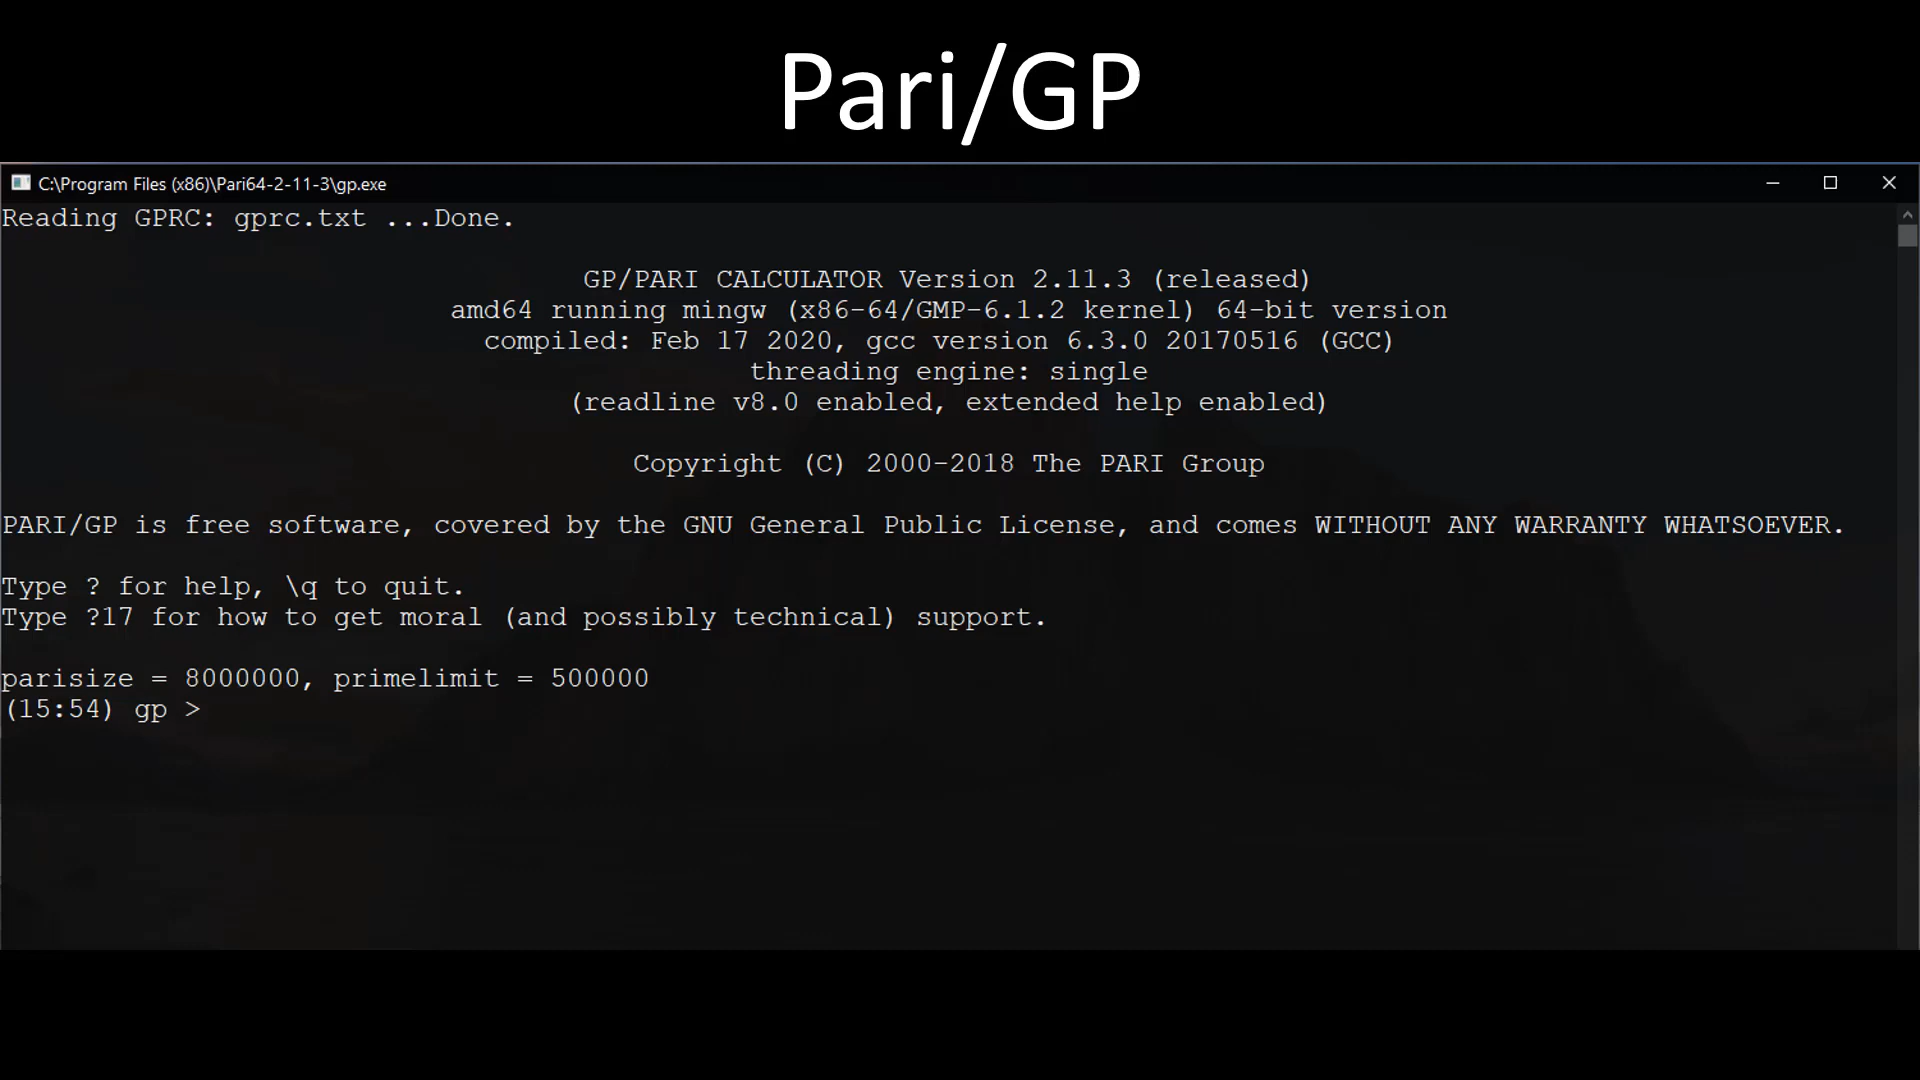 Pari/GP
C:\Program Files (x86)\Pari64-2-11-3\gp.exe
Reading GPRC: gprc.txt ...Done.
GP/PARI CALCULATOR Version 2.11.3 (released)
amd64 running mingw (x86-64/GMP-6.1.2 kernel) 64-bit version
compiled: Feb 17 2020, gcc version 6.3.0 20170516 (GCC)
threading engine: single
(readline v8.0 enabled, extended help enabled)
Copyright (C) 2000-2018 The PARI Group
PARI/GP is free software, covered by the GNU General Public License, and comes WITHOUT ANY WARRANTY WHATSOEVER.
Type ? for help, \q to quit.
Type ?17 for how to get moral (and possibly technical) support.
parisize = 8000000, primelimit = 500000
(15:54) gp >